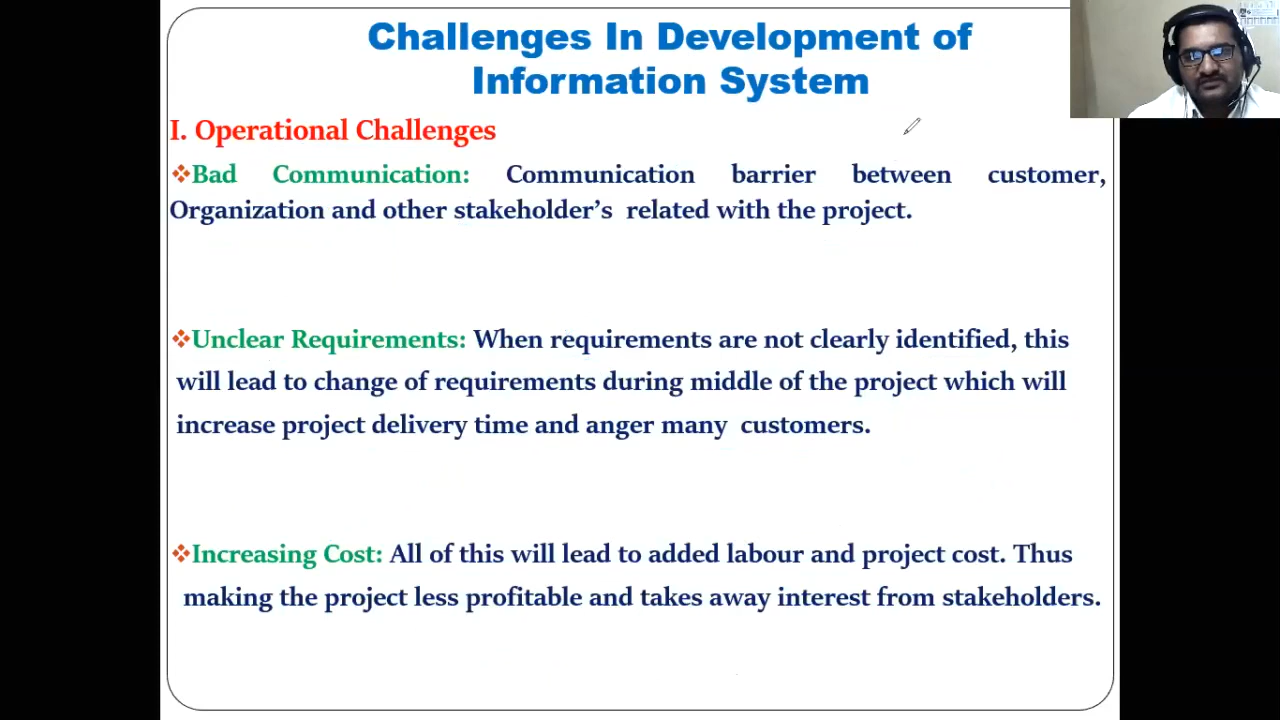 Challenges In Development of
Information System
I. Operational Challenges
❖Bad Communication: Communication barrier between customer,
Organization and other stakeholder's related with the project.
❖Unclear Requirements: When requirements are not clearly identified, this
will lead to change of requirements during middle of the project which will
increase project delivery time and anger many customers.
❖Increasing Cost: All of this will lead to added labour and project cost. Thus
making the project less profitable and takes away interest from stakeholders.